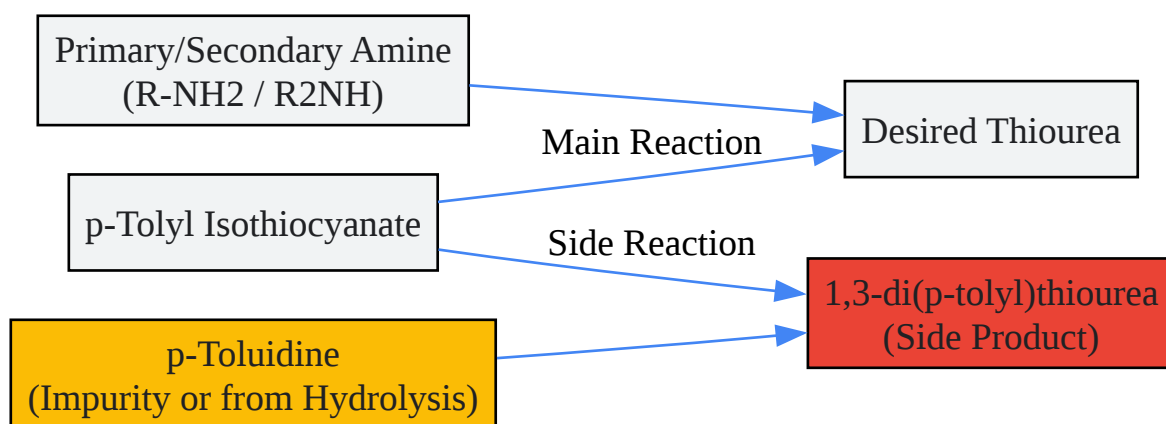 Primary/Secondary Amine
(R-NH2 / R2NH)
Main Reaction
Desired Thiourea
p-Tolyl Isothiocyanate
Side Reaction
1,3-di(p-tolyl)thiourea
(Side Product)
p-Toluidine
(Impurity or from Hydrolysis)